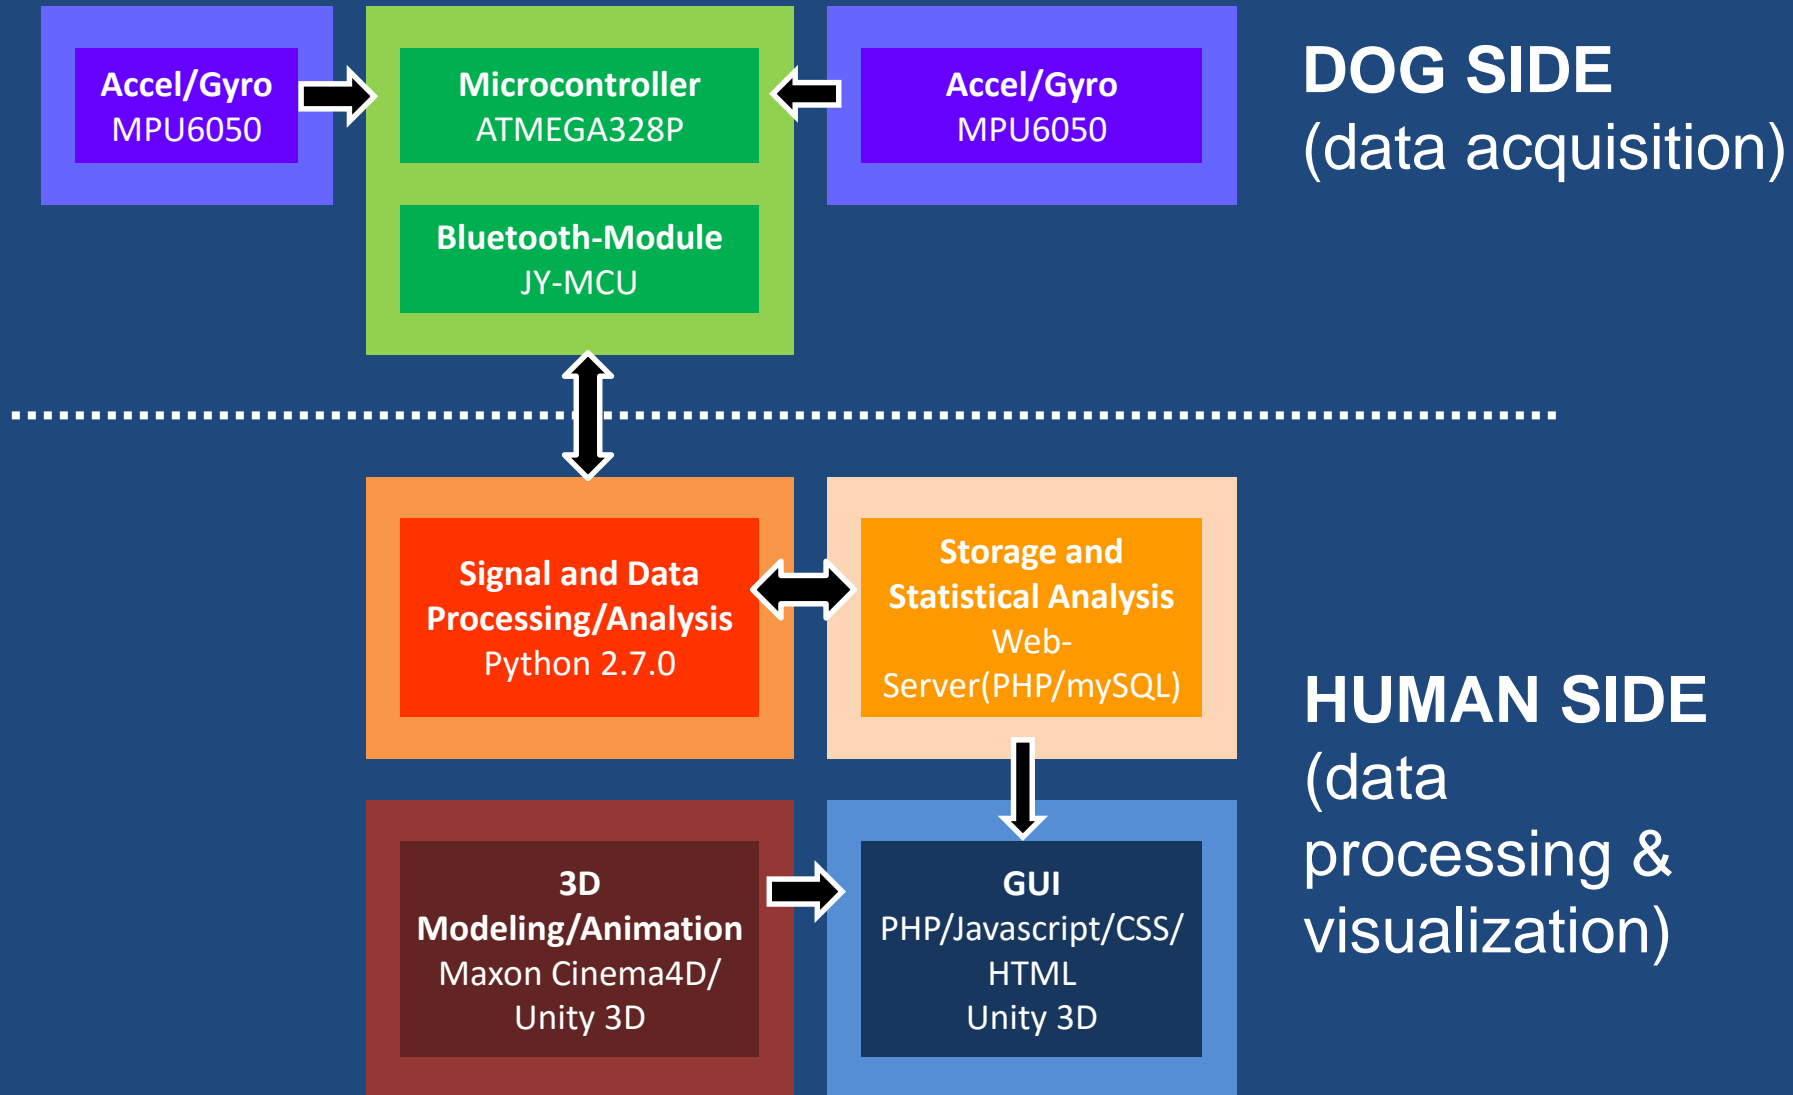 Accel/Gyro
MPU6050
Microcontroller
ATMEGA328P
Accel/Gyro
MPU6050
DOG SIDE
(data acquisition)
Bluetooth-Module
JY-MCU
Signal and Data
Processing/Analysis
Python 2.7.0
Storage and
Statistical Analysis
Web-
Server(PHP/mySQL)
HUMAN SIDE
(data
processing &
visualization)
3D
Modeling/Animation
Maxon Cinema4D/
Unity 3D
GUI
PHP/Javascript/CSS/
HTML
Unity 3D